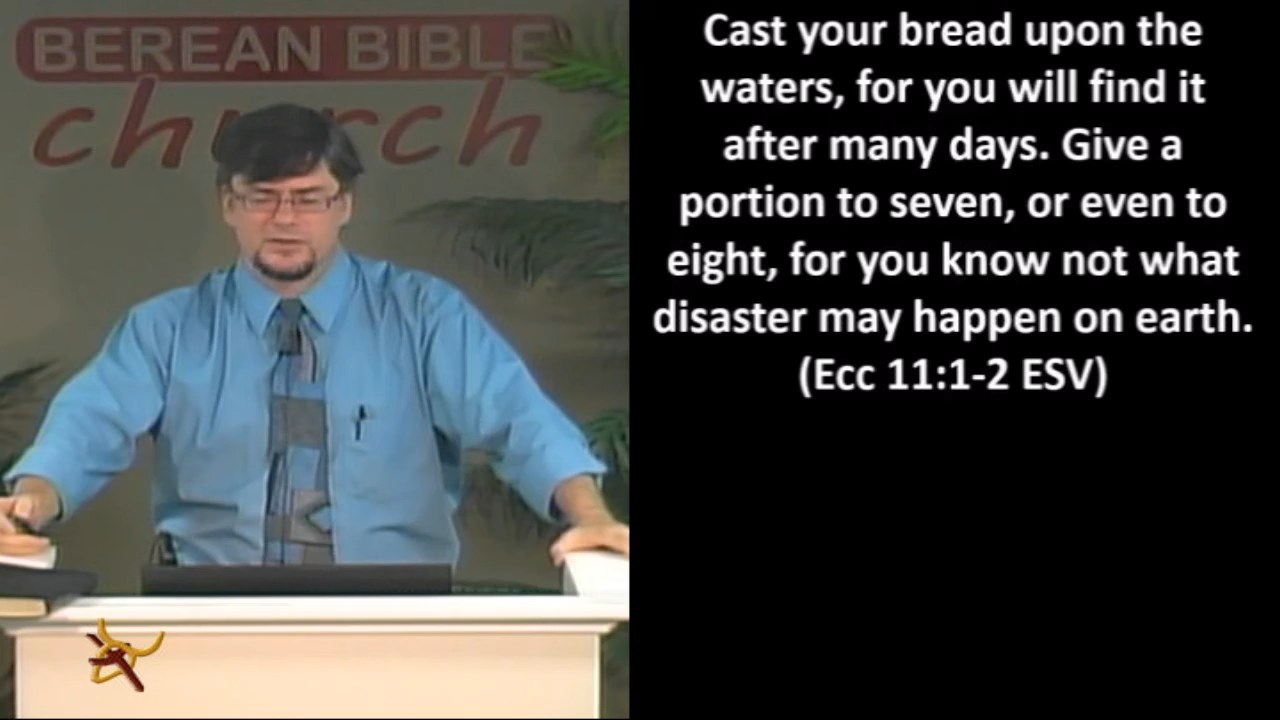 BEREAN BIBLE
church
Cast your bread upon the
waters, for you will find it
after many days. Give a
portion to seven, or even to
eight, for you know not what
disaster may happen on earth.
(Ecc 11:1-2 ESV)